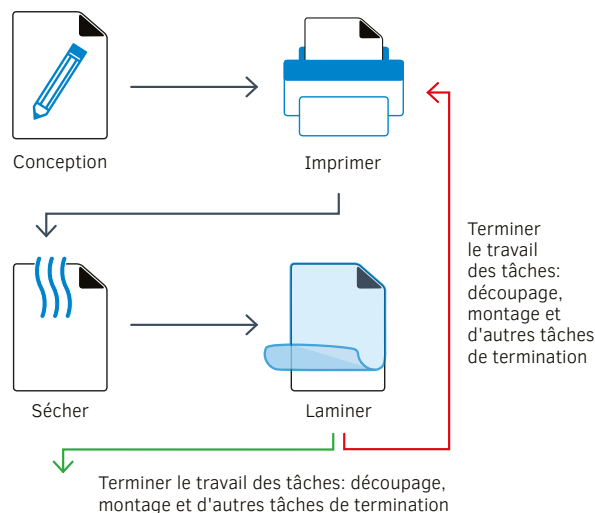 Conception
Imprimer
Terminer
le travail
des tâches:
découpage,
montage et
d'autres tâches
de termination
Sécher
Laminer
Terminer le travail des tâches: découpage,
montage et d'autres tâches de termination